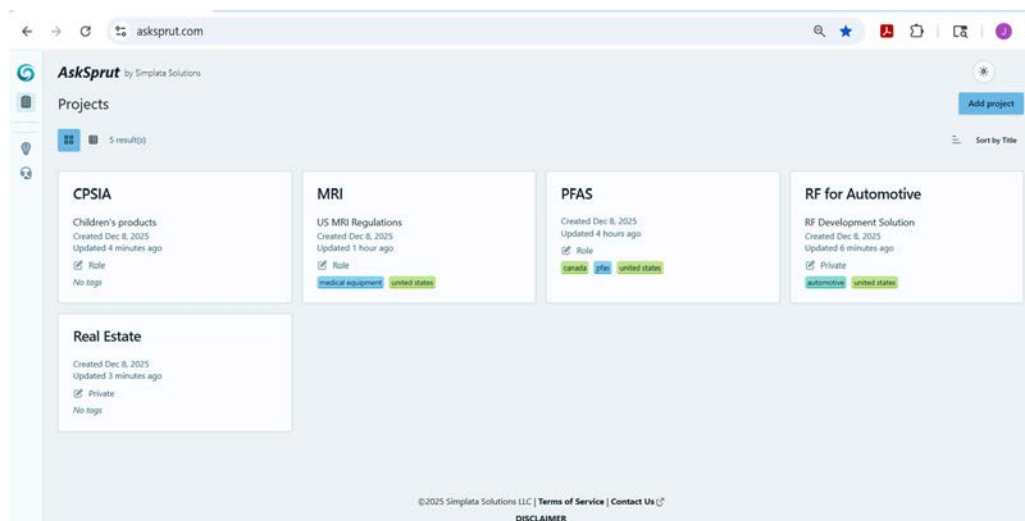 asksprut.com
J
AskSprut by Simplata Solutions
Projects
Add project
5 result(s)
Sort by Title
CPSIA
Children's products
Created Dec 8, 2025
Updated 4 minutes ago
Role
No tags
MRI
US MRI Regulations
Created Dec 8, 2025
Updated 1 hour ago
Role
medical equipment united states
PFAS
Created Dec 8, 2025
Updated 4 hours ago
Role
canada pfas united states
RF for Automotive
RF Development Solution
Created Dec 8, 2025
Updated 6 minutes ago
Private
automotive united states
Real Estate
Created Dec 8, 2025
Updated 3 minutes ago
Private
No tags
©2025 Simplata Solutions LLC | Terms of Service | Contact Us
DISCLAIMER